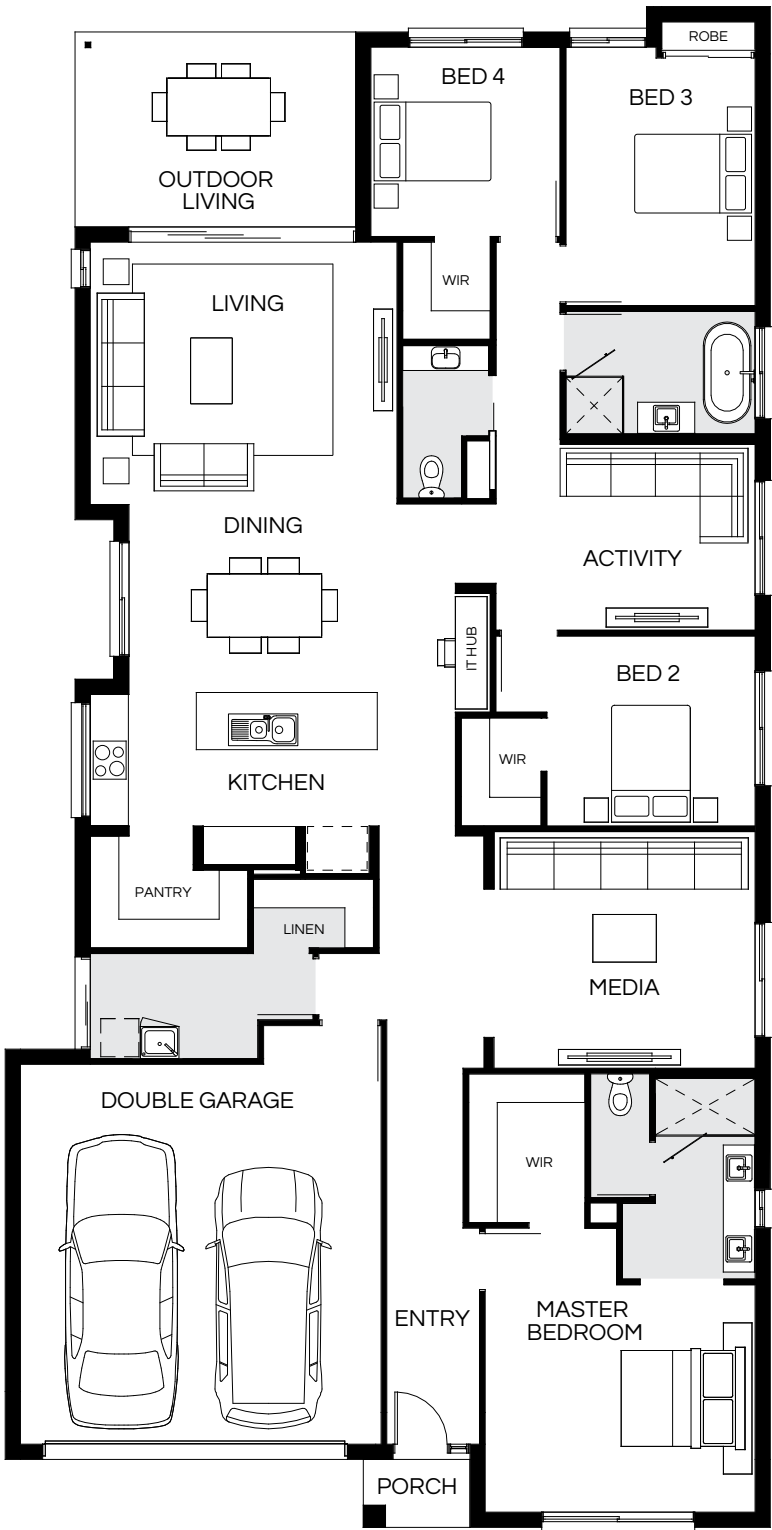 ROBE
BED 4
BED 3
OUTDOOR
LIVING
WIR
LIVING
DINING
ACTIVITY
IT HUB
BED 2
WIR
KITCHEN
PANTRY
LINEN
MEDIA
DOUBLE GARAGE
WIR
ENTRY
MASTER
BEDROOM
PORCH